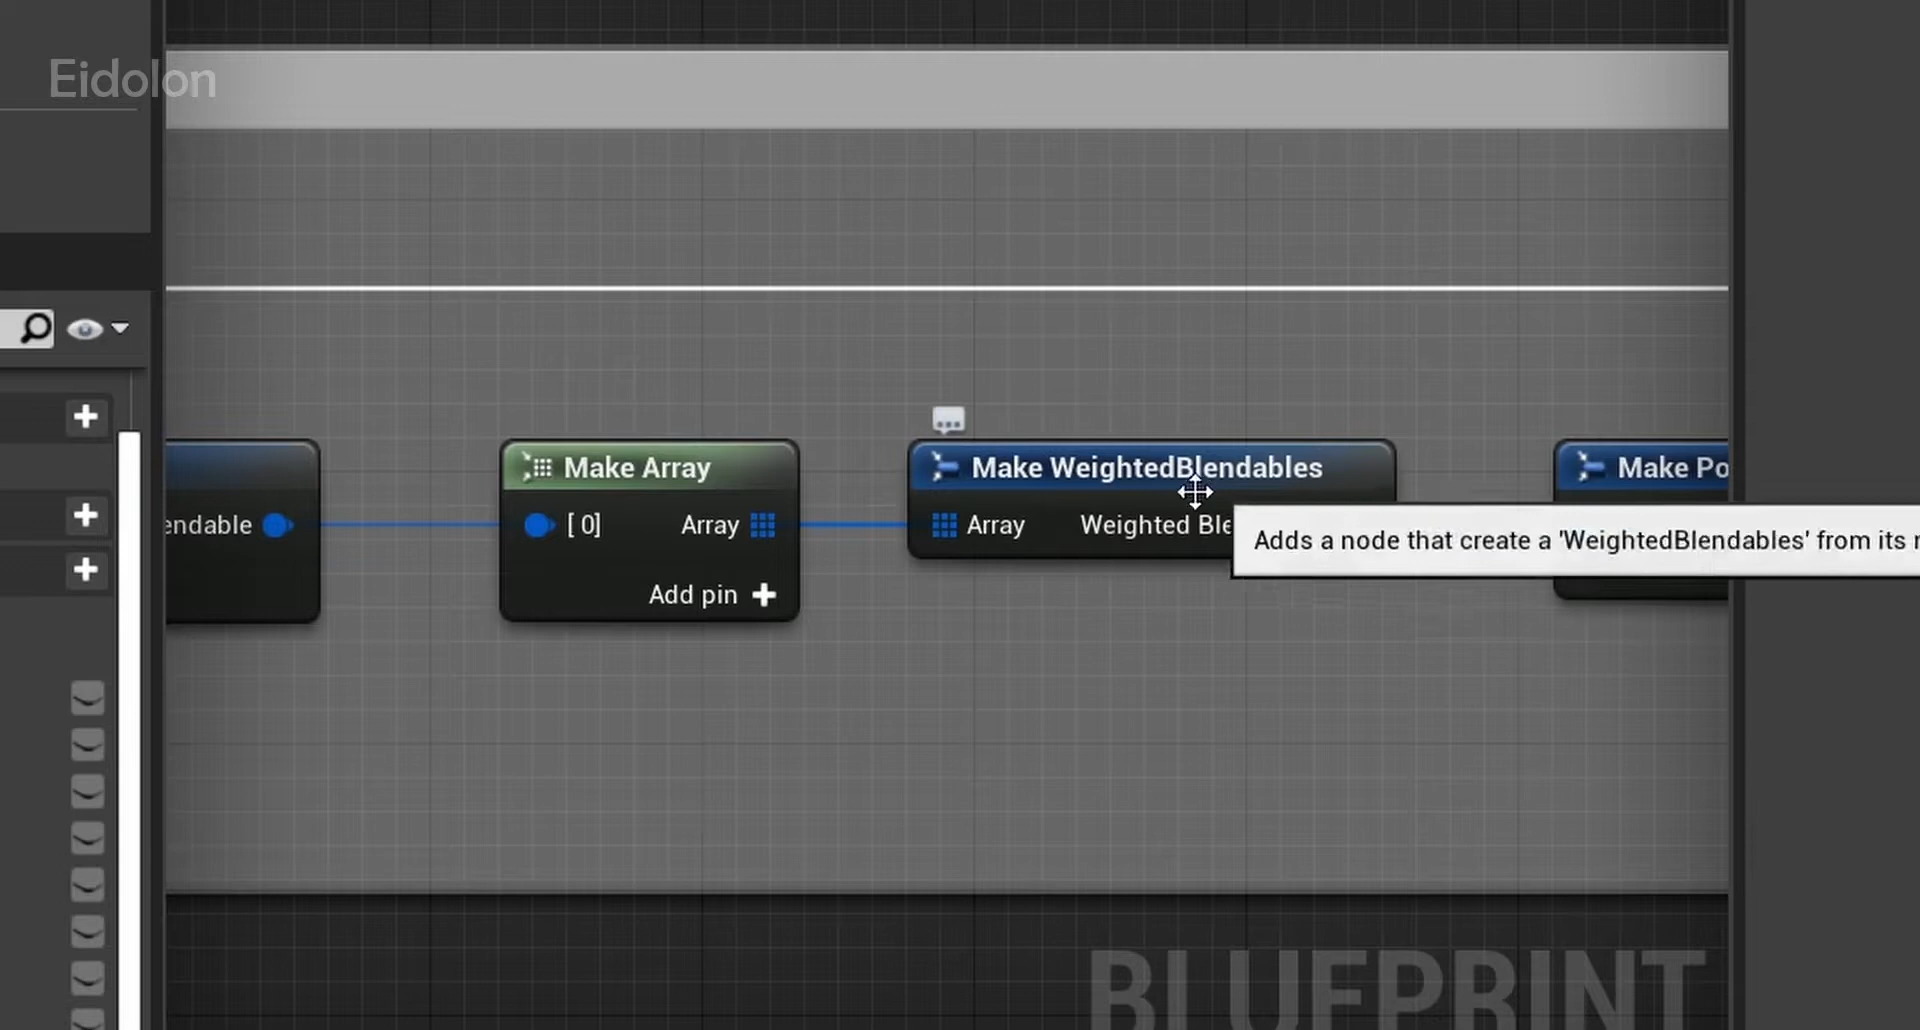 Eidolon
Make Array
Make WeightedBlendables
Make Po
endable
[ 0]
Array
Array
Weighted Ble
Adds a node that create a 'WeightedBlendables' from its
Add pin
BLUEPRINT